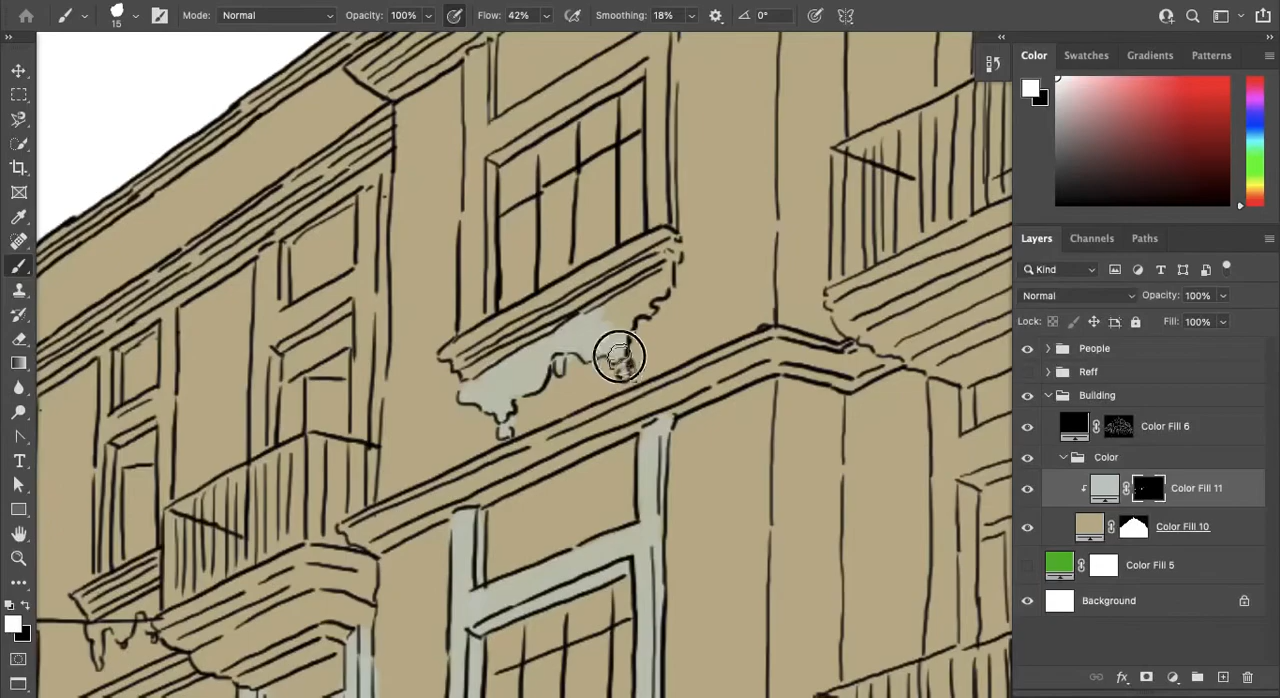 15 Mode: Normal Opacity: 100% Flow: 42% Smoothing: 18% 0°
Color Swatches Gradients Patterns
Layers Channels Paths
Kind
Normal Opacity: 100%
Lock: Fill: 100%
People
Reff
Building
Color Fill 6
Color
Color Fill 11
Color Fill 10
Color Fill 5
Background